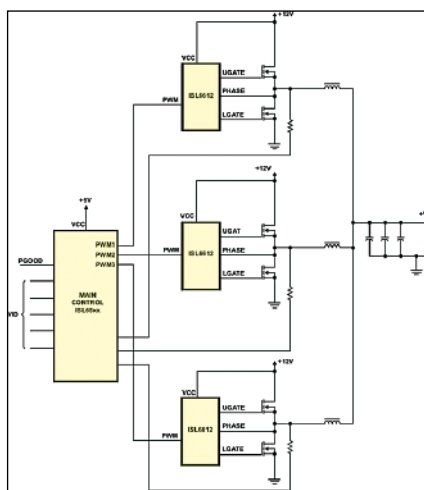 +12V
VCC
UGATE
PWM
ISL6612
PHASE
LGATE
+5V
VCC
+12V
VCC
PWM1
UGAT
PGOOD
PWM2
PWM
ISL6612
PHASE
PWM3
LGATE
MAIN
CONTROL
VID
+12V
VCC
UGATE
PWM
ISL6612
PHASE
LGATE